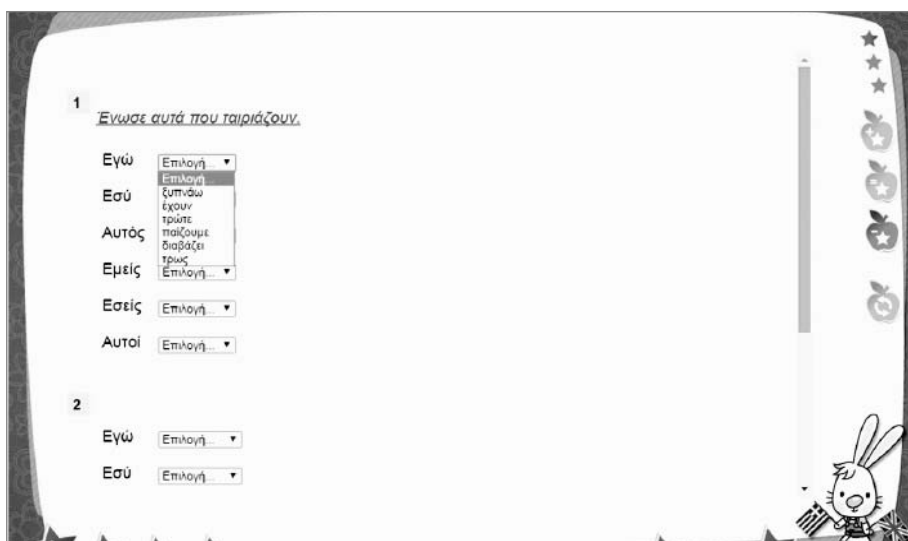 1
Ένωσε αυτά που ταιριάζουν.
Εγώ Επιλογή... ▼
Επιλογή...
ξυπνάω
Εσύ
έχουν
τρώτε
Αυτός
παίζουμε
διαβάζει
τρως
Εμείς Επιλογή... ▼
Εσείς Επιλογή... ▼
Αυτοί Επιλογή... ▼
2
Εγώ Επιλογή... ▼
Εσύ Επιλογή... ▼